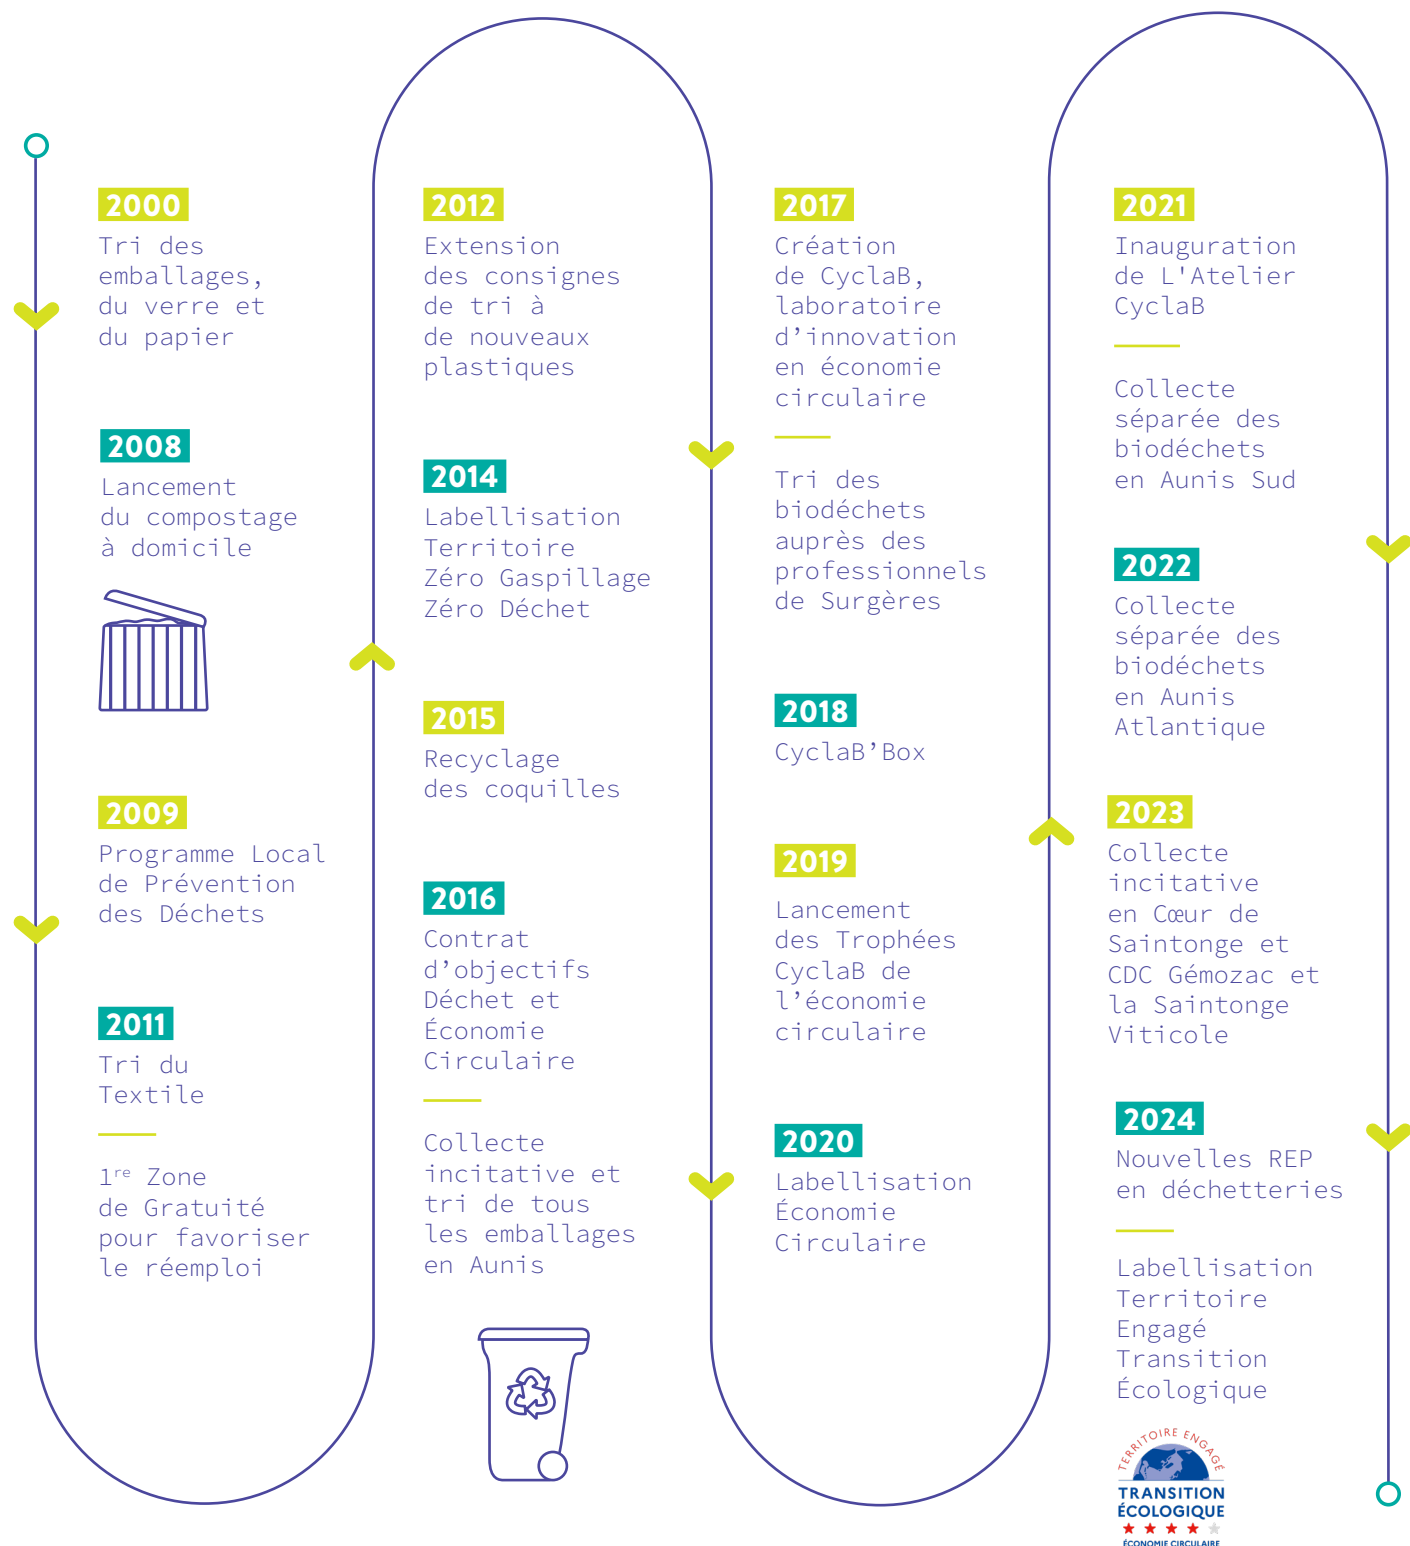 2000
Tri des
emballages,
du verre et
du papier
2008
Lancement
du compostage
à domicile
2009
Programme Local
de Prévention
des Déchets
2011
Tri du
Textile
1re Zone
de Gratuité
pour favoriser
le réemploi
2012
Extension
des consignes
de tri à
de nouveaux
plastiques
2014
Labellisation
Territoire
Zéro Gaspillage
Zéro Déchet
2015
Recyclage
des coquilles
2016
Contrat
d’objectifs
Déchet et
Économie
Circulaire
Collecte
incitative et
tri de tous
les emballages
en Aunis
2017
Création
de CyclaB,
laboratoire
d’innovation
en économie
circulaire
Tri des
biodéchets
auprès des
professionnels
de Surgères
2018
CyclaB’Box
2019
Lancement
des Trophées
CyclaB de
l’économie
circulaire
2020
Labellisation
Économie
Circulaire
2021
Inauguration
de L'Atelier
CyclaB
Collecte
séparée des
biodéchets
en Aunis Sud
2022
Collecte
séparée des
biodéchets
en Aunis
Atlantique
2023
Collecte
incitative
en Cœur de
Saintonge et
CDC Gémozac et
la Saintonge
Viticole
2024
Nouvelles REP
en déchetteries
Labellisation
Territoire
Engagé
Transition
Écologique
TERRITOIRE ENGAGÉ
TRANSITION
ÉCOLOGIQUE
ÉCONOMIE CIRCULAIRE